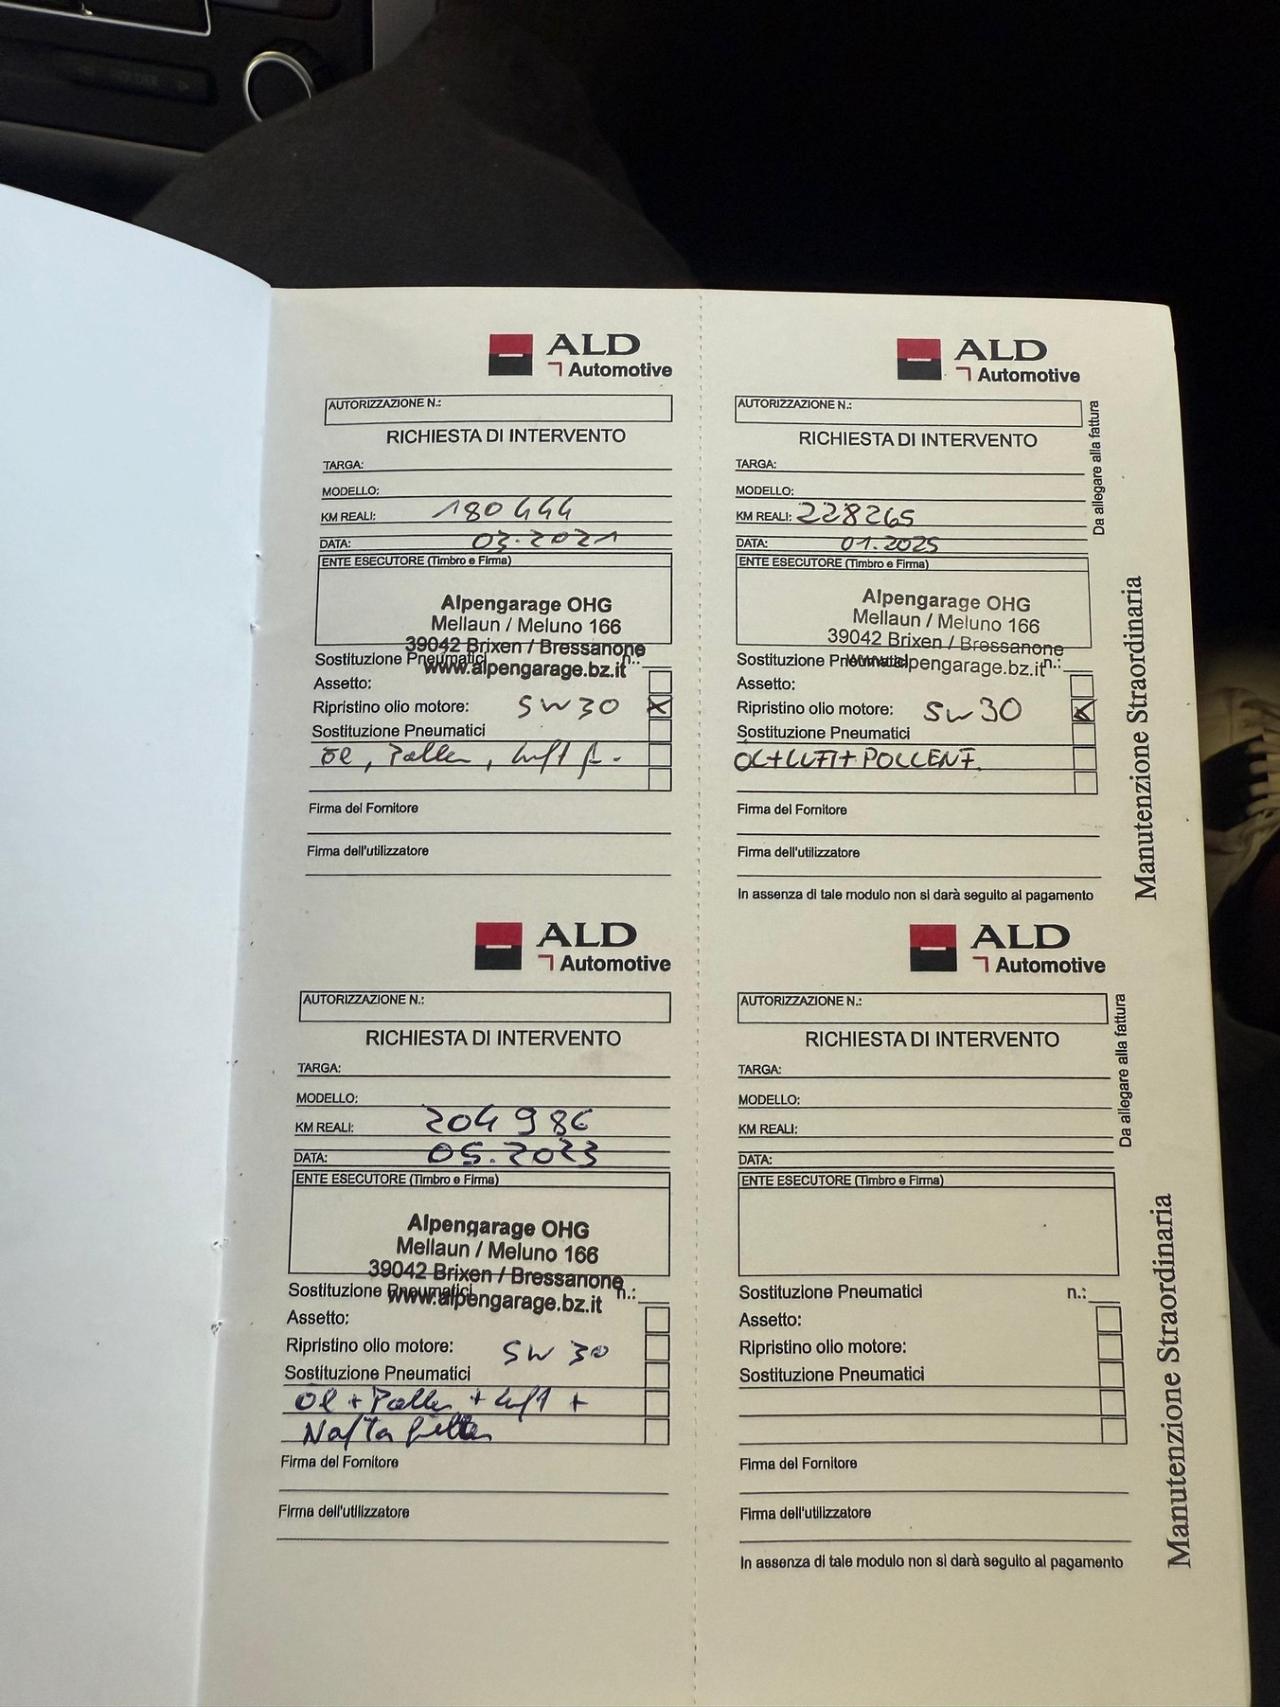 ALD
Automotive
AUTORIZZAZIONE N.:
RICHIESTA DI INTERVENTO
TARGA:
MODELLO:
KM REALI: 180444
DATA: 03.2021
ENTE ESECUTORE (Timbro e Firma)
Alpengarage OHG
Mellaun / Meluno 166
39042 Brixen / Bressanone
Sostituzione Pneumatici n.:
www.alpengarage.bz.it
Assetto:
Ripristino olio motore: 5W30 X
Sostituzione Pneumatici
Öl, Pollen, Luft f.
Firma del Fornitore
Firma dell'utilizzatore
ALD
Automotive
AUTORIZZAZIONE N.:
RICHIESTA DI INTERVENTO
TARGA:
MODELLO:
KM REALI: 228265
DATA: 01.2025
ENTE ESECUTORE (Timbro e Firma)
Alpengarage OHG
Mellaun / Meluno 166
39042 Brixen / Bressanone
Sostituzione Pneumatici n.:
www.alpengarage.bz.it
Assetto:
Ripristino olio motore: 5W30 X
Sostituzione Pneumatici
ÖL+LUFT+POLLENF.
Firma del Fornitore
Firma dell'utilizzatore
In assenza di tale modulo non si darà seguito al pagamento
Da allegare alla fattura
Manutenzione Straordinaria
ALD
Automotive
AUTORIZZAZIONE N.:
RICHIESTA DI INTERVENTO
TARGA:
MODELLO:
KM REALI: 204986
DATA: 05.2023
ENTE ESECUTORE (Timbro e Firma)
Alpengarage OHG
Mellaun / Meluno 166
39042 Brixen / Bressanone
Sostituzione Pneumatici n.:
www.alpengarage.bz.it
Assetto:
Ripristino olio motore: 5W30
Sostituzione Pneumatici
Öl + Pollen + Luft +
Nafta filter
Firma del Fornitore
Firma dell'utilizzatore
ALD
Automotive
AUTORIZZAZIONE N.:
RICHIESTA DI INTERVENTO
TARGA:
MODELLO:
KM REALI:
DATA:
ENTE ESECUTORE (Timbro e Firma)
Sostituzione Pneumatici n.:
Assetto:
Ripristino olio motore:
Sostituzione Pneumatici
Firma del Fornitore
Firma dell'utilizzatore
In assenza di tale modulo non si darà seguito al pagamento
Da allegare alla fattura
Manutenzione Straordinaria